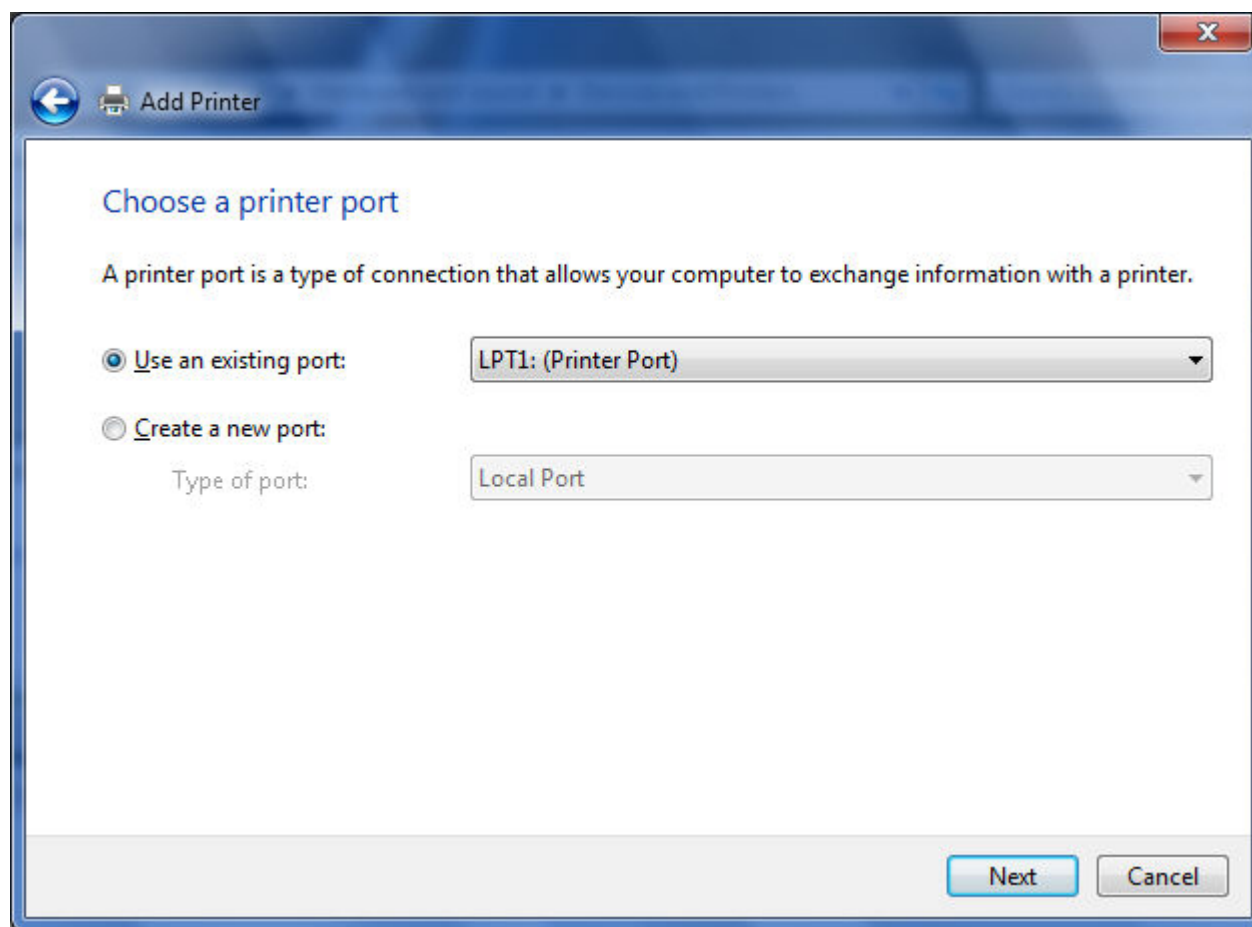 Add Printer
Choose a printer port
A printer port is a type of connection that allows your computer to exchange information with a printer.
Use an existing port: LPT1: (Printer Port)
Create a new port:
Type of port: Local Port
Next Cancel